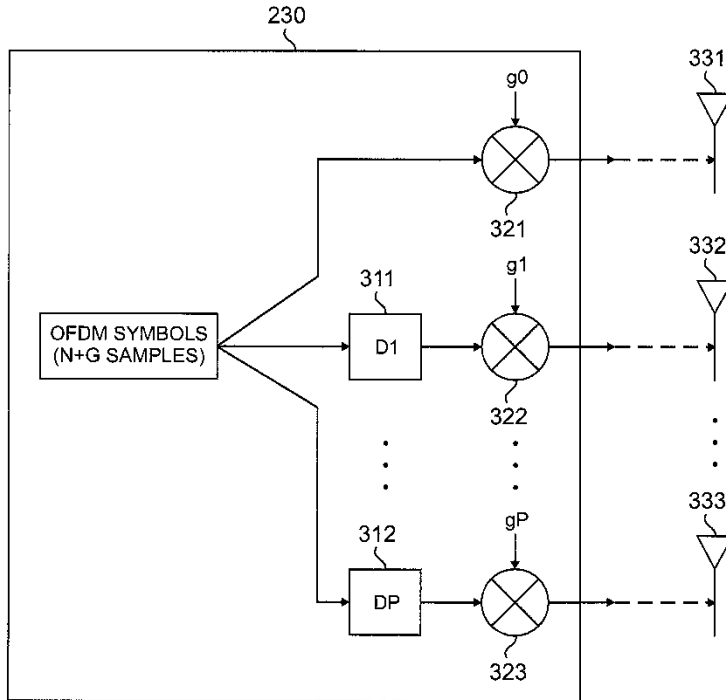 230
331
g0
321
332
311
g1
OFDM SYMBOLS
(N+G SAMPLES)
D1
322
333
312
gP
DP
323